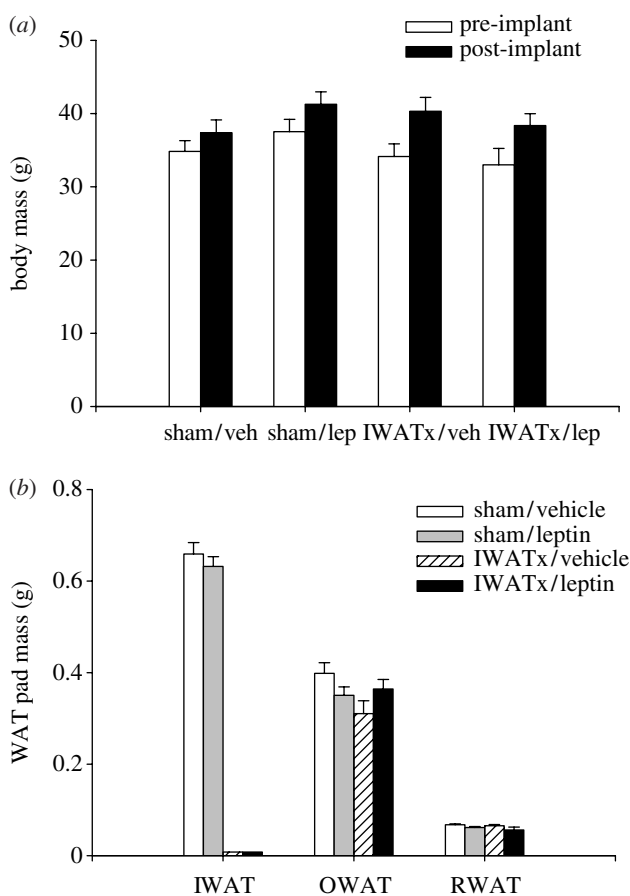 (a)
50
40
30
20
10
0
body mass (g)
pre-implant
post-implant
sham/veh sham/lep IWATx/veh IWATx/lep
(b)
0.8
0.6
0.4
0.2
0
WAT pad mass (g)
sham/vehicle
sham/leptin
IWATx/vehicle
IWATx/leptin
IWAT OWAT RWAT